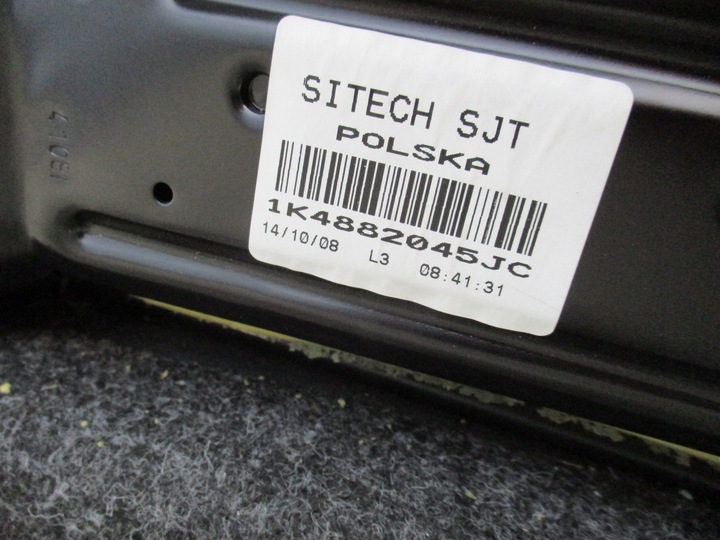 SITECH SJT
POLSKA
1K4882045JC
14/10/08 L3 08:41:31